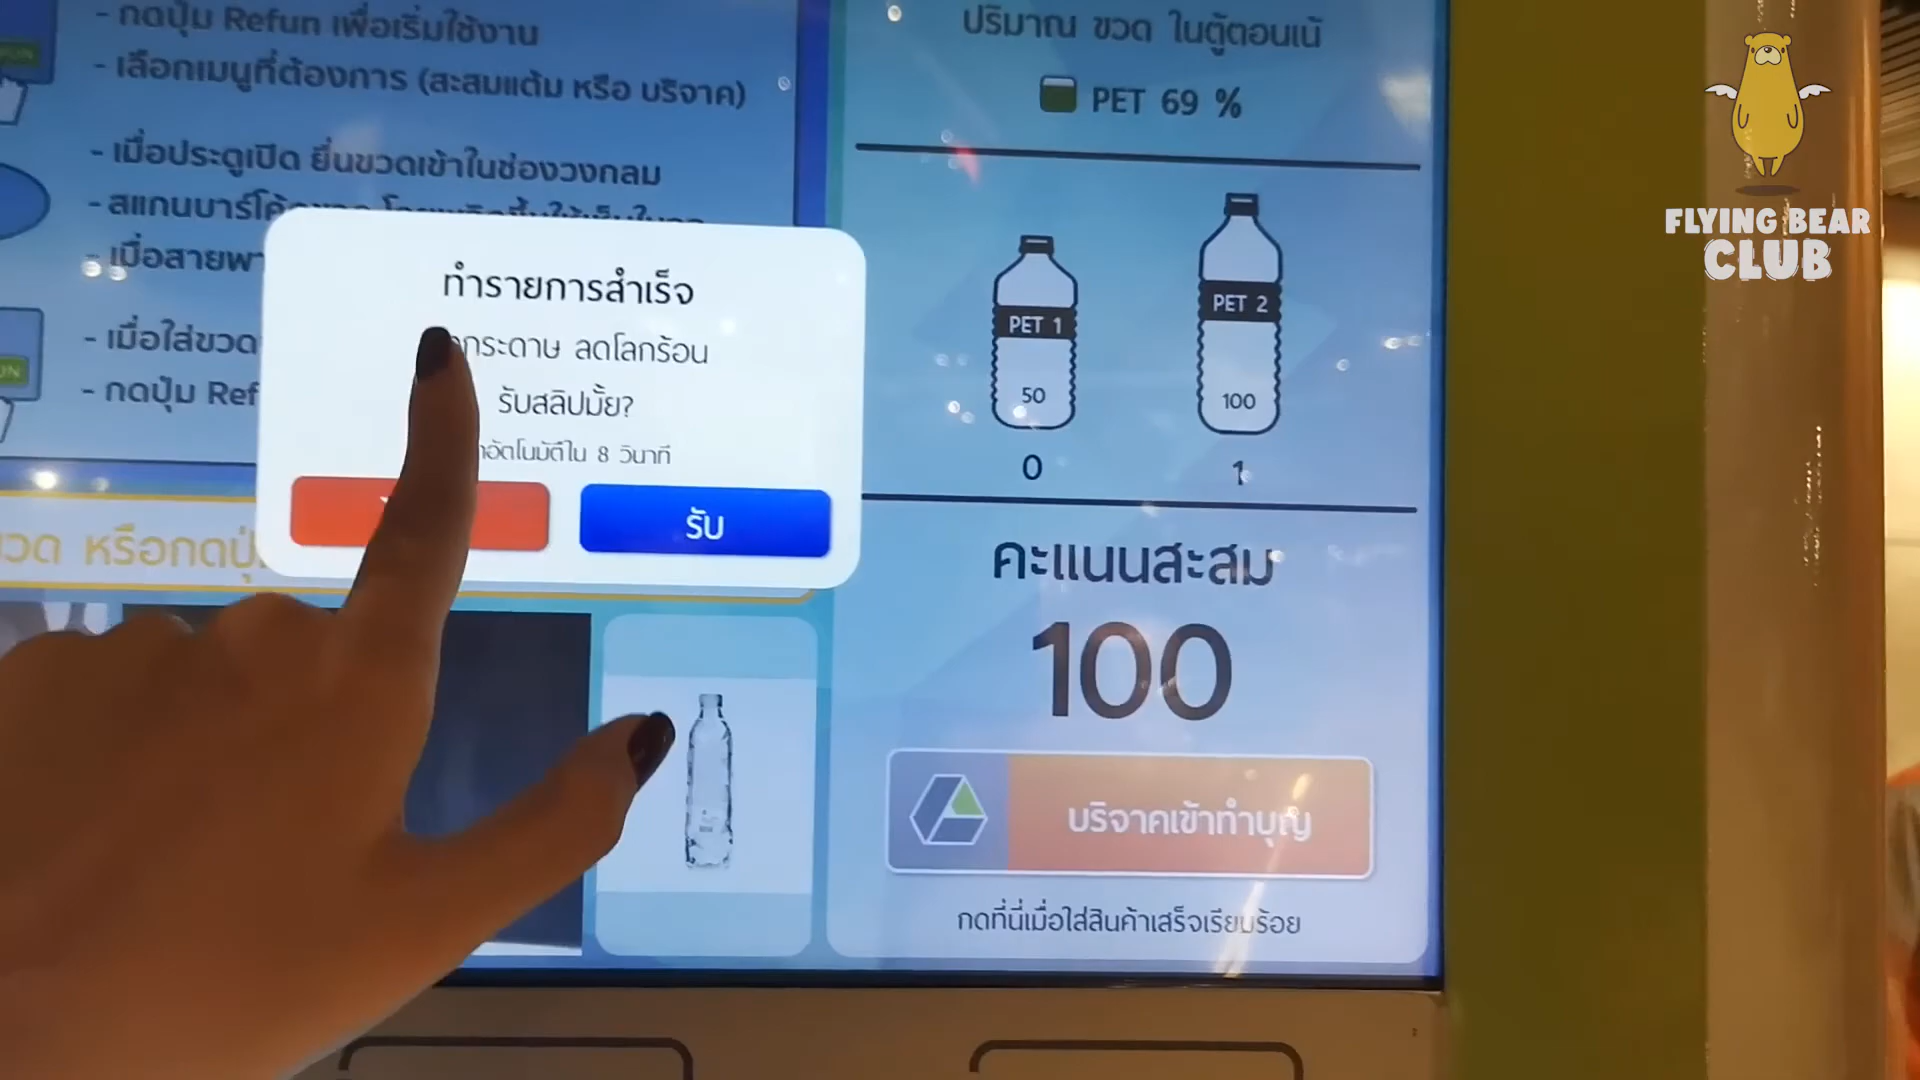 - กดปุ่ม Refun เพื่อเริ่มใช้งาน
- เลือกเมนูที่ต้องการ (สะสมแต้ม หรือ บริจาค)
- เมื่อประตูเปิด ยื่นขวดเข้าในช่องวงกลม
- สแกนบาร์โค้
- เมื่อสายพา
- เมื่อใส่ขวด
- กดปุ่ม Ref
ขวด หรือกดปุ่
ทำรายการสำเร็จ
กระดาษ ลดโลกร้อน
รับสลิปมั้ย?
อัตโนมัติใน 8 วินาที
รับ
ปริมาณ ขวด ในตู้ตอนนี้
PET 69 %
PET 1
50
0
PET 2
100
1
คะแนนสะสม
100
บริจาคเข้าทำบุญ
กดที่นี่เมื่อใส่สินค้าเสร็จเรียบร้อย
FLYING BEAR
CLUB